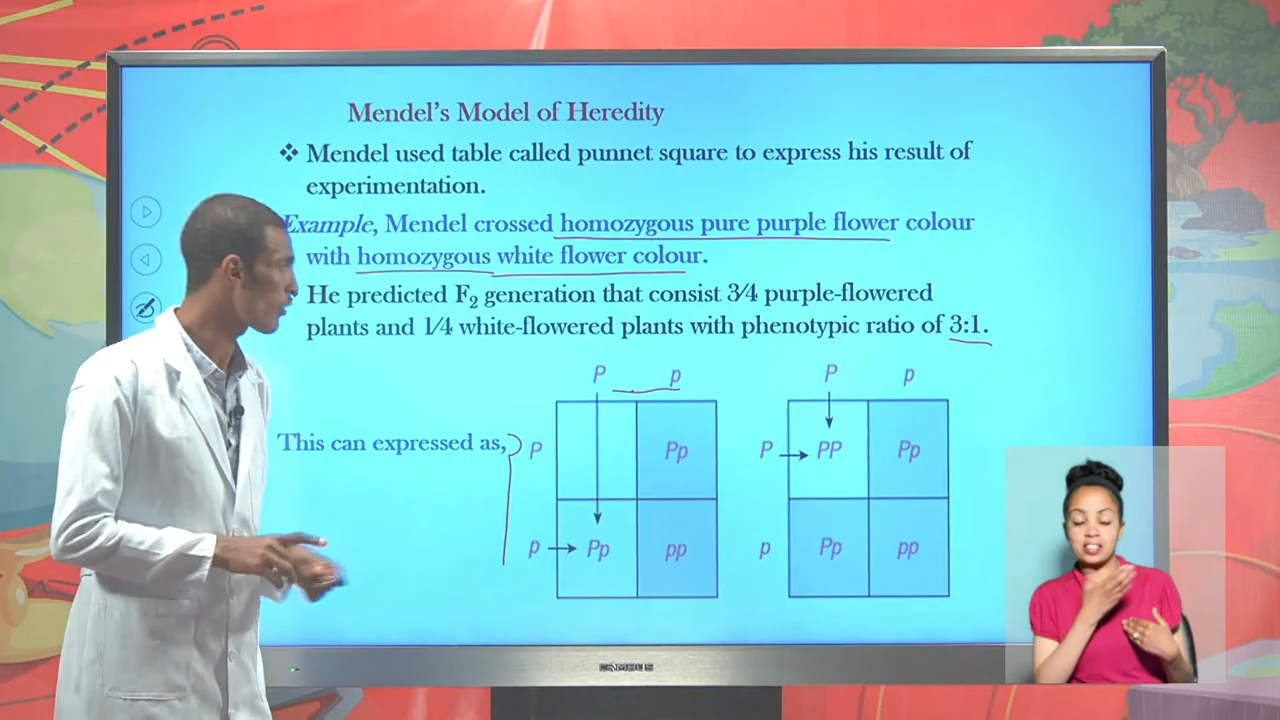 Mendel's Model of Heredity
❖ Mendel used table called punnet square to express his result of
experimentation.
Example, Mendel crossed homozygous pure purple flower colour
with homozygous white flower colour.
He predicted F₂ generation that consist 3⁄4 purple-flowered
plants and 1⁄4 white-flowered plants with phenotypic ratio of 3:1.
P p
P p
This can expressed as,
P Pp
P PP Pp
p Pp pp
p Pp pp